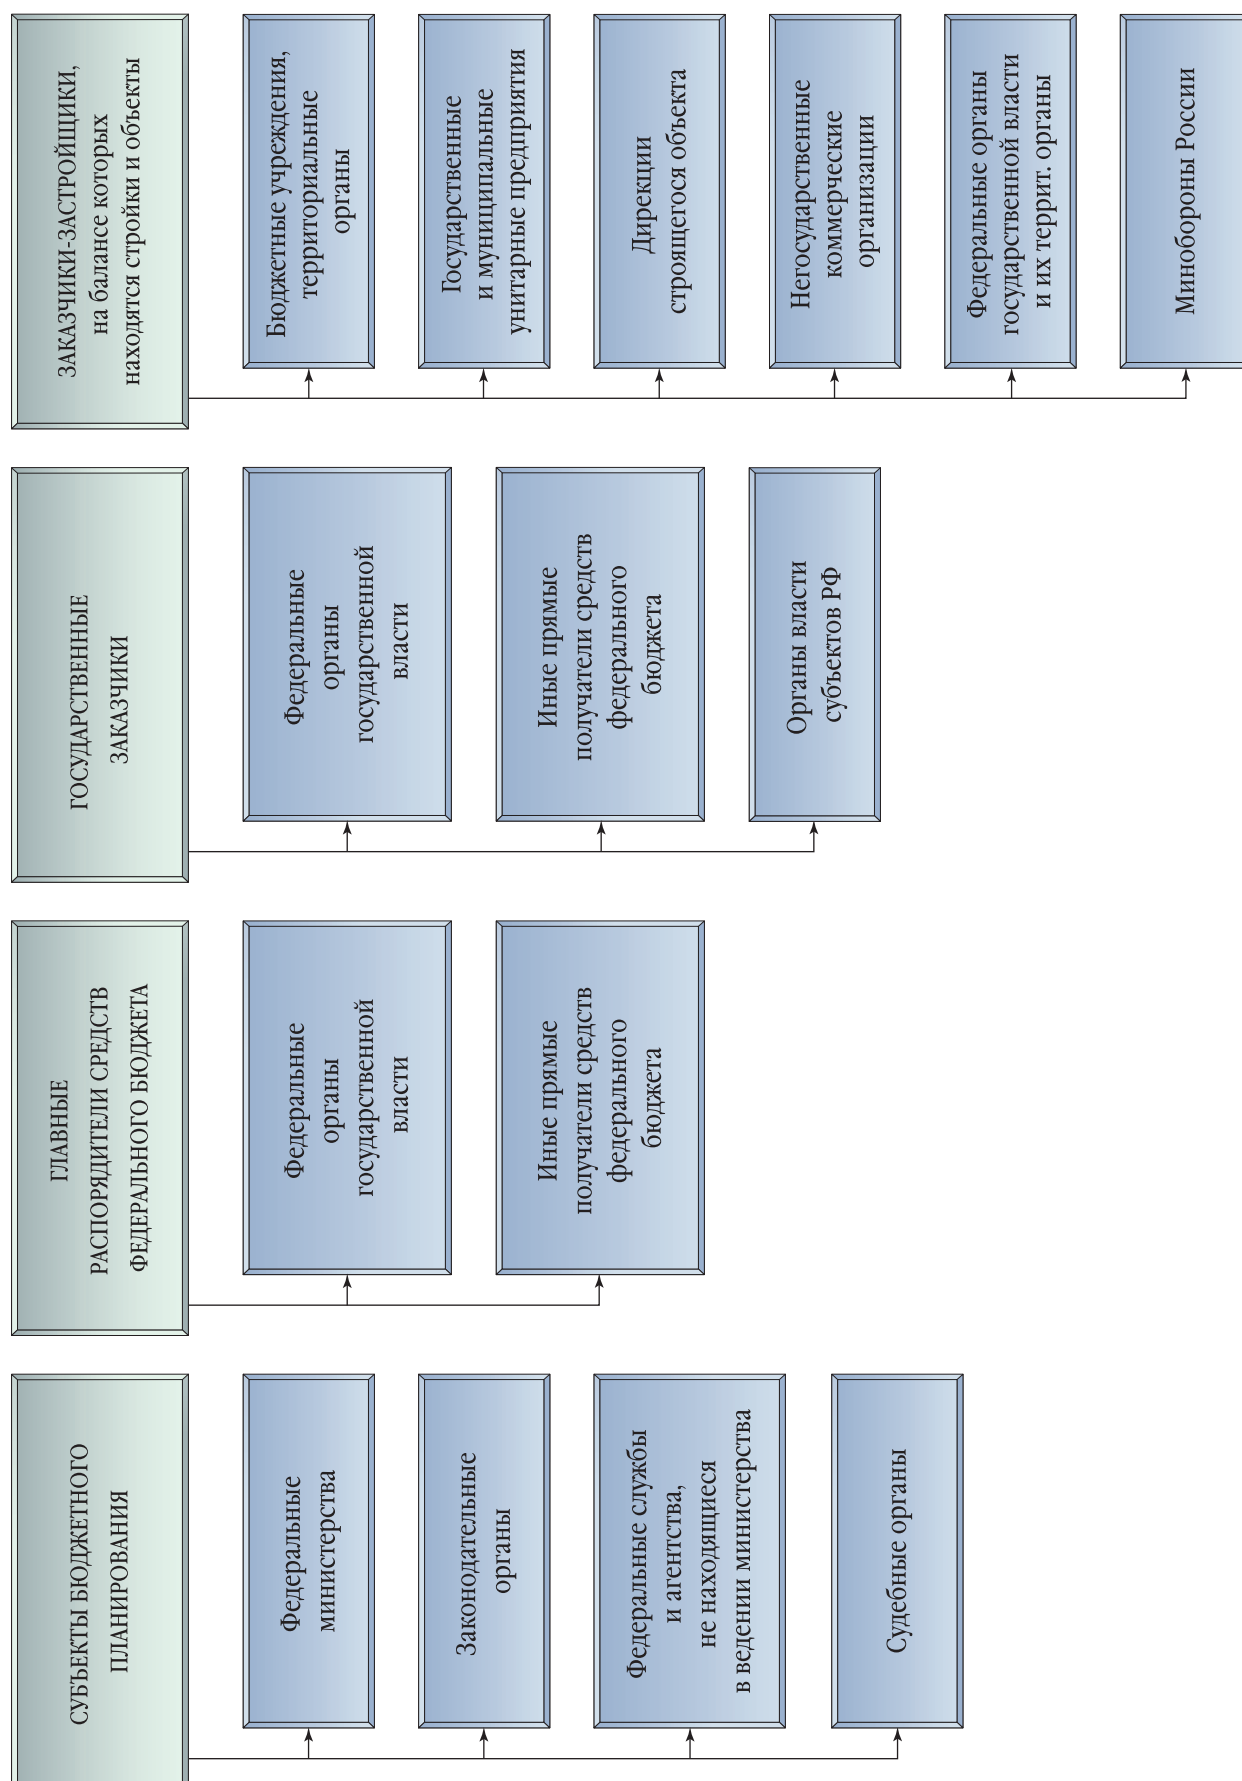 СУБЪЕКТЫ БЮДЖЕТНОГО
ПЛАНИРОВАНИЯ
Федеральные
министерства
Законодательные
органы
Федеральные службы
и агентства,
не находящиеся
в ведении министерства
Судебные органы
ГЛАВНЫЕ
РАСПОРЯДИТЕЛИ СРЕДСТВ
ФЕДЕРАЛЬНОГО БЮДЖЕТА
Федеральные
органы
государственной
власти
Иные прямые
получатели средств
федерального
бюджета
ГОСУДАРСТВЕННЫЕ
ЗАКАЗЧИКИ
Федеральные
органы
государственной
власти
Иные прямые
получатели средств
федерального
бюджета
Органы власти
субъектов РФ
ЗАКАЗЧИКИ-ЗАСТРОЙЩИКИ,
на балансе которых
находятся стройки и объекты
Бюджетные учреждения,
территориальные
органы
Государственные
и муниципальные
унитарные предприятия
Дирекции
строящегося объекта
Негосударственные
коммерческие
организации
Федеральные органы
государственной власти
и их террит. органы
Минобороны России